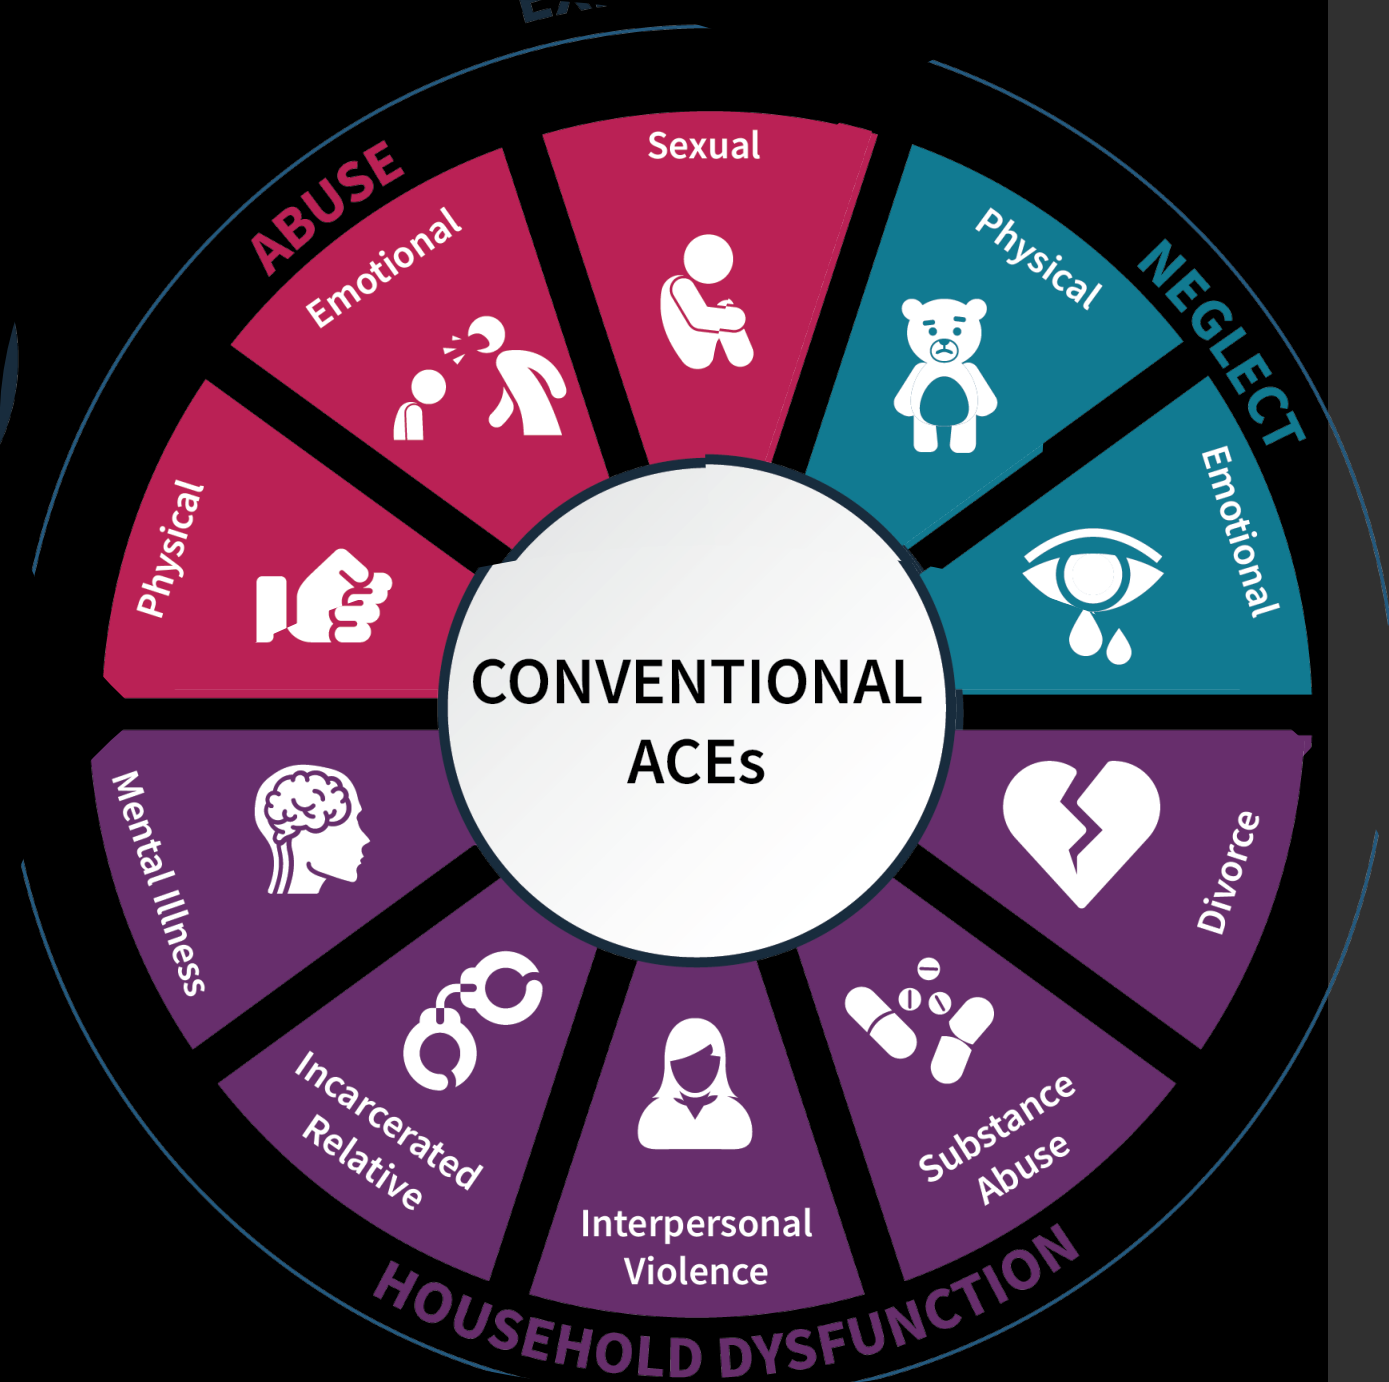 ABUSE
Sexual
Emotional
Physical
NEGLECT
Physical
Emotional
CONVENTIONAL
ACEs
Mental Illness
Incarcerated
Relative
Interpersonal
Violence
Substance
Abuse
Divorce
HOUSEHOLD DYSFUNCTION